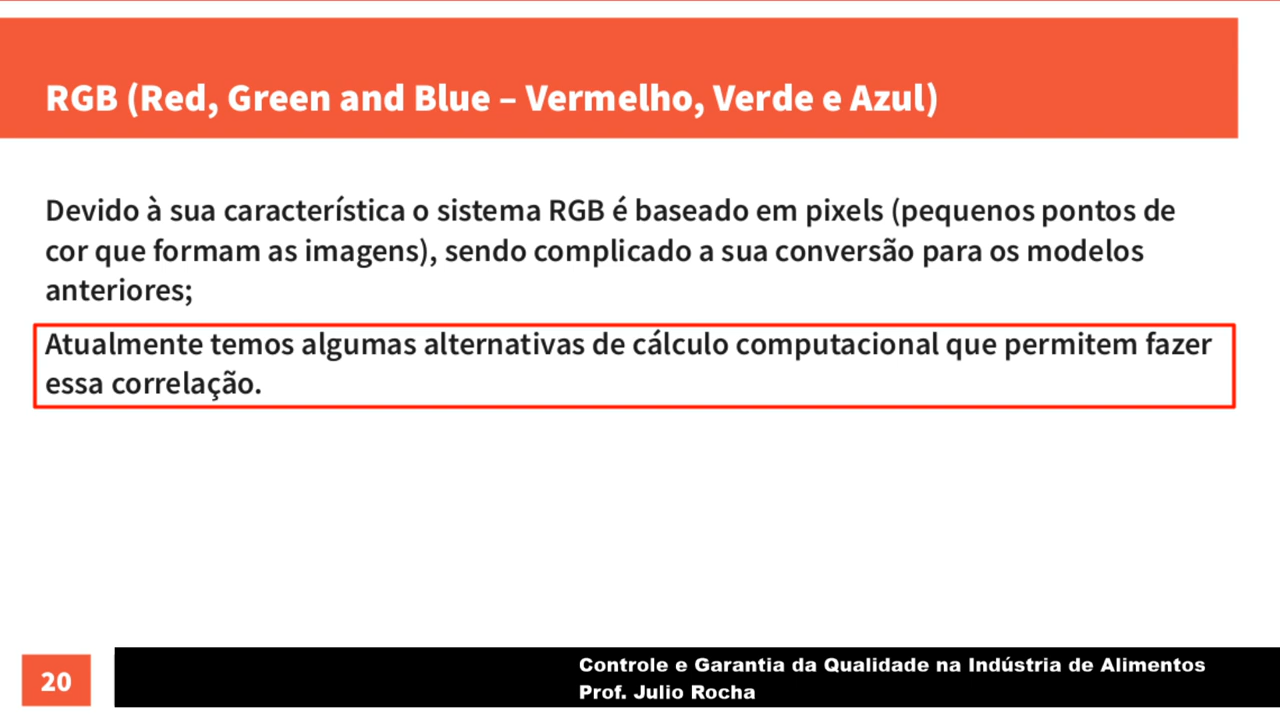 RGB (Red, Green and Blue – Vermelho, Verde e Azul)
Devido à sua característica o sistema RGB é baseado em pixels (pequenos pontos de
cor que formam as imagens), sendo complicado a sua conversão para os modelos
anteriores;
Atualmente temos algumas alternativas de cálculo computacional que permitem fazer
essa correlação.
20
Controle e Garantia da Qualidade na Indústria de Alimentos
Prof. Julio Rocha